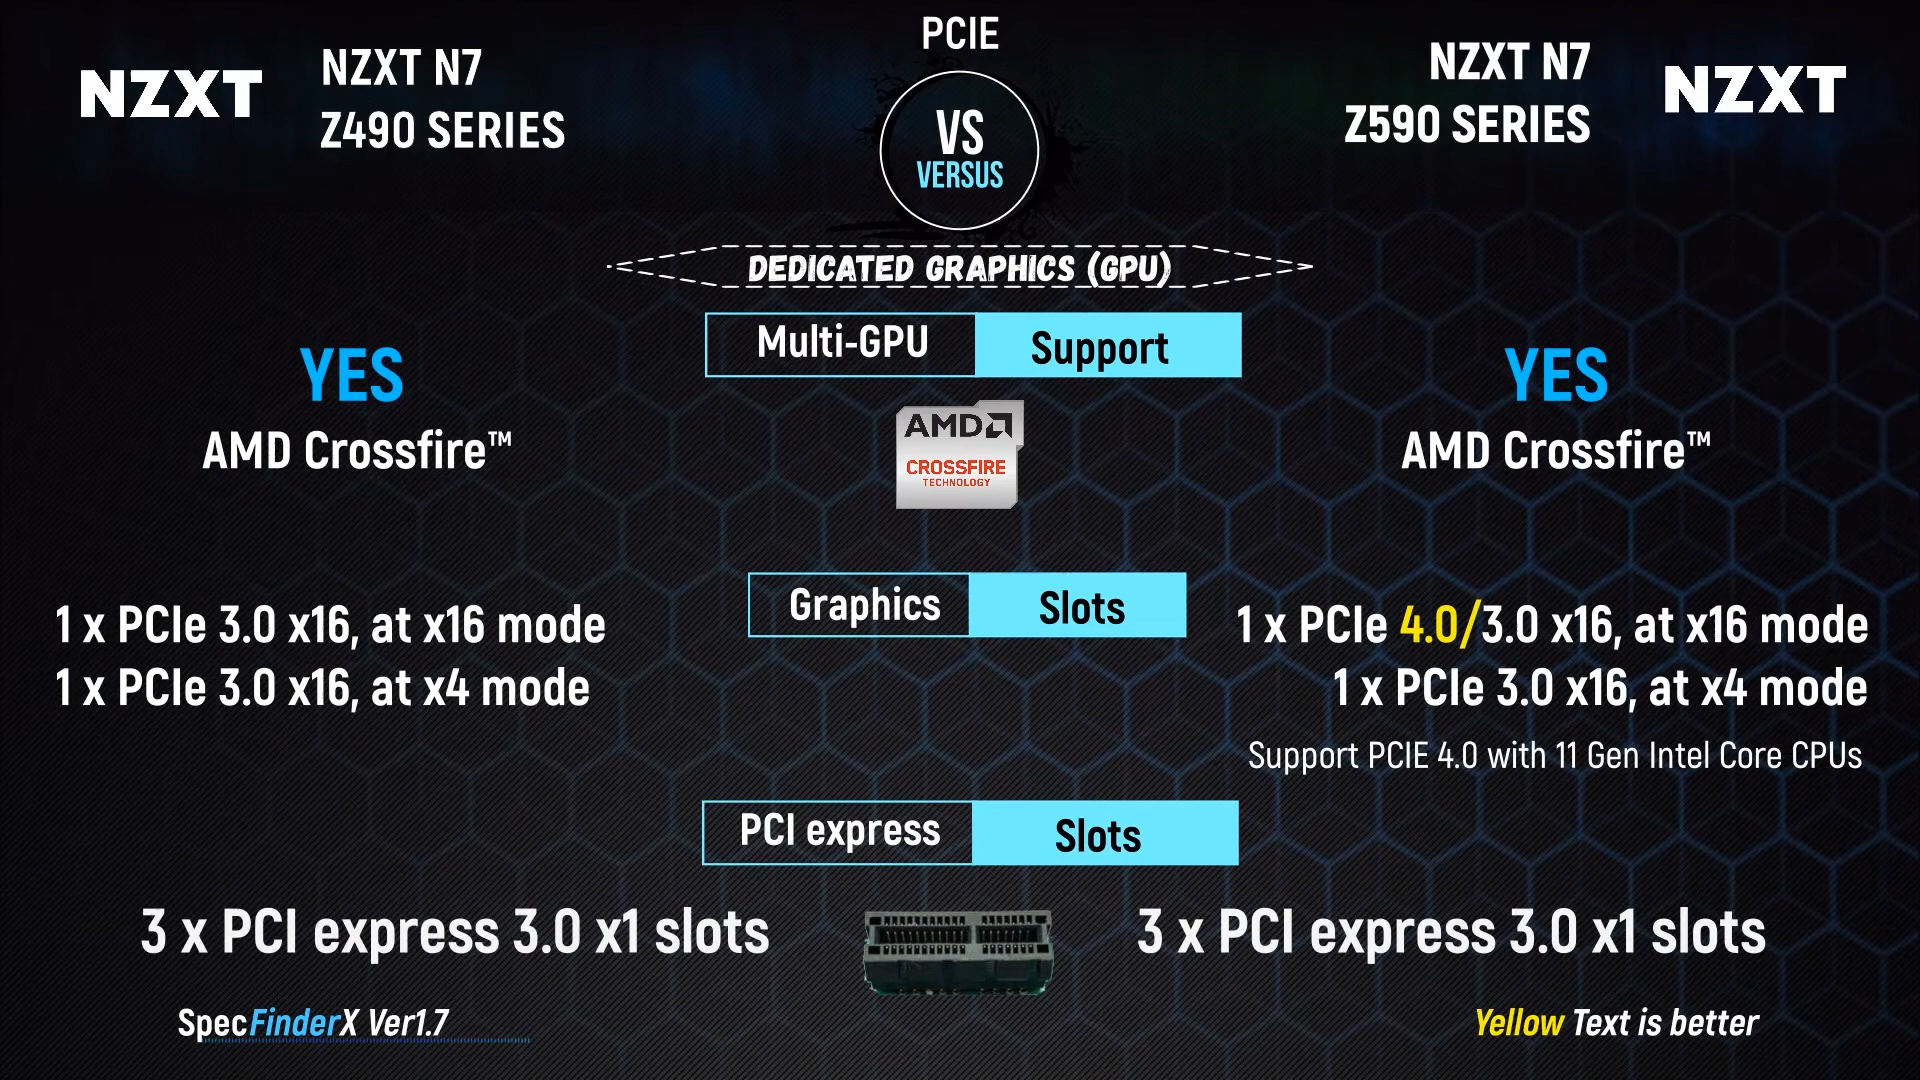 PCIE
NZXT
NZXT N7
Z490 SERIES
VS
VERSUS
NZXT N7
Z590 SERIES
NZXT
DEDICATED GRAPHICS (GPU)
Multi-GPU Support
YES
AMD Crossfire™
AMD
CROSSFIRE
TECHNOLOGY
YES
AMD Crossfire™
Graphics Slots
1 x PCIe 3.0 x16, at x16 mode
1 x PCIe 3.0 x16, at x4 mode
1 x PCIe 4.0/3.0 x16, at x16 mode
1 x PCIe 3.0 x16, at x4 mode
Support PCIE 4.0 with 11 Gen Intel Core CPUs
PCI express Slots
3 x PCI express 3.0 x1 slots
3 x PCI express 3.0 x1 slots
SpecFinderX Ver1.7
Yellow Text is better